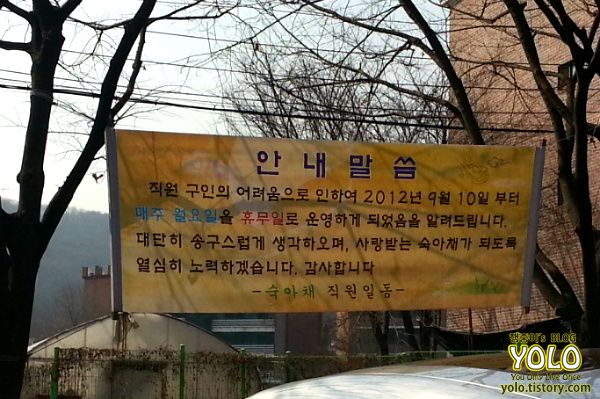 안내말씀
직원 구인의 어려움으로 인하여 2012년 9월 10일 부터
매주 월요일을 휴무일로 운영하게 되었음을 알려드립니다.
대단히 송구스럽게 생각하오며, 사랑받는 숙아채가 되도록
열심히 노력하겠습니다. 감사합니다
-숙아채 직원일동-
's BLOG
YOLO
You Only Live Once
yolo.tistory.com